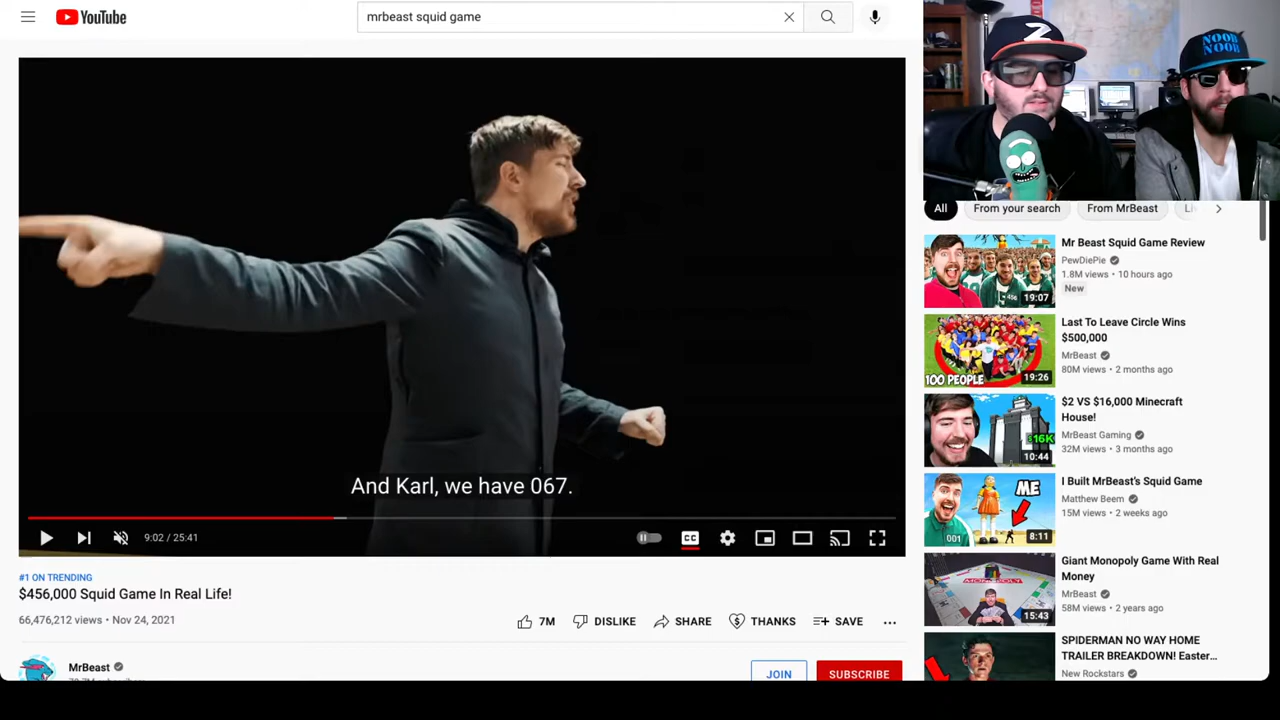 YouTube
mrbeast squid game
Z
NOOB
NOOB
And Karl, we have 067.
9:02 / 25:41
CC
#1 ON TRENDING
$456,000 Squid Game In Real Life!
66,476,212 views • Nov 24, 2021
7M
DISLIKE
SHARE
THANKS
SAVE
MrBeast
JOIN
SUBSCRIBE
All
From your search
From MrBeast
Mr Beast Squid Game Review
PewDiePie
1.8M views • 10 hours ago
New
456
19:07
Last To Leave Circle Wins
$500,000
MrBeast
80M views • 2 months ago
100 PEOPLE
19:26
$2 VS $16,000 Minecraft
House!
MrBeast Gaming
32M views • 3 months ago
$16K
10:44
I Built MrBeast's Squid Game
Matthew Beem
15M views • 2 weeks ago
ME
001
8:11
Giant Monopoly Game With Real
Money
MrBeast
58M views • 2 years ago
15:43
SPIDERMAN NO WAY HOME
TRAILER BREAKDOWN! Easter...
New Rockstars